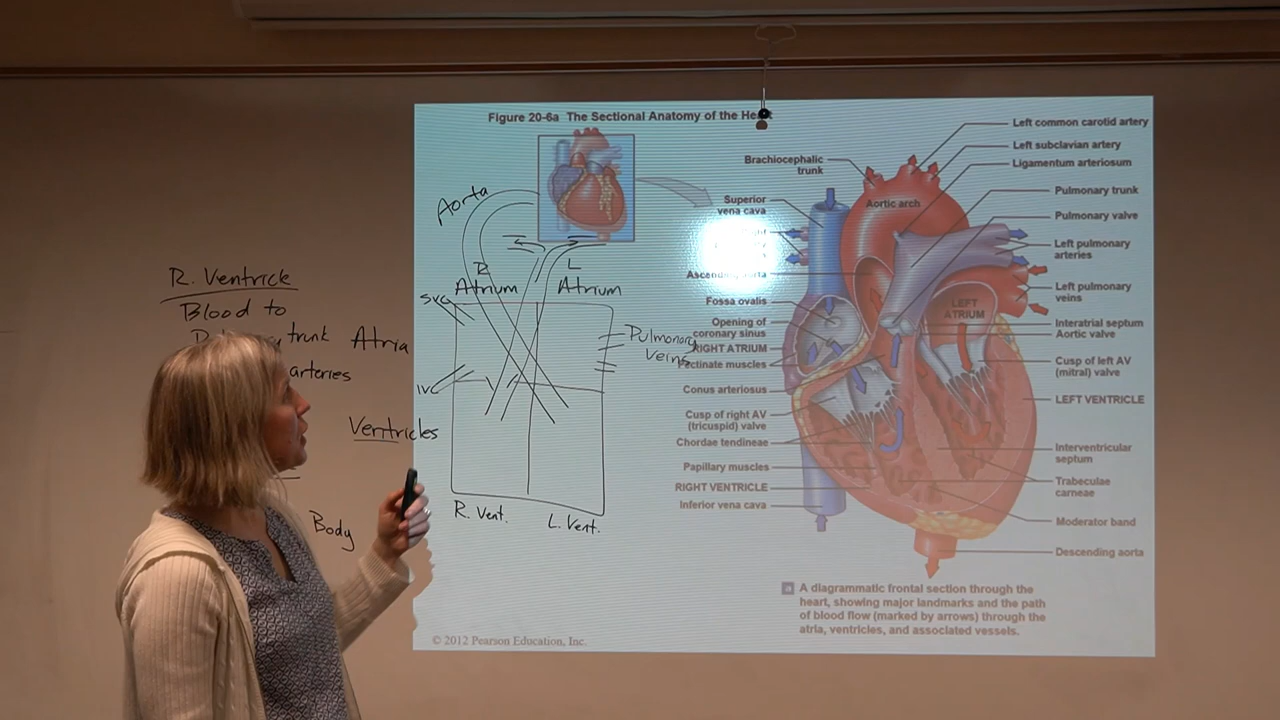 Figure 20-6a The Sectional Anatomy of the
R. Ventrick
Blood to
trunk
arteries
Atria
Ventricles
Body
Aorta
R
Atrium
L
Atrium
SVC
IVC
Pulmonary
Veins
R. Vent.
L. Vent.
Brachiocephalic
trunk
Superior
vena cava
Ascending aorta
Fossa ovalis
Opening of
coronary sinus
RIGHT ATRIUM
Pectinate muscles
Conus arteriosus
Cusp of right AV
(tricuspid) valve
Chordae tendineae
Papillary muscles
RIGHT VENTRICLE
Inferior vena cava
Aortic arch
LEFT
ATRIUM
Left common carotid artery
Left subclavian artery
Ligamentum arteriosum
Pulmonary trunk
Pulmonary valve
Left pulmonary
arteries
Left pulmonary
veins
Interatrial septum
Aortic valve
Cusp of left AV
(mitral) valve
LEFT VENTRICLE
Interventricular
septum
Trabeculae
carneae
Moderator band
Descending aorta
a A diagrammatic frontal section through the
heart, showing major landmarks and the path
of blood flow (marked by arrows) through the
atria, ventricles, and associated vessels.
© 2012 Pearson Education, Inc.